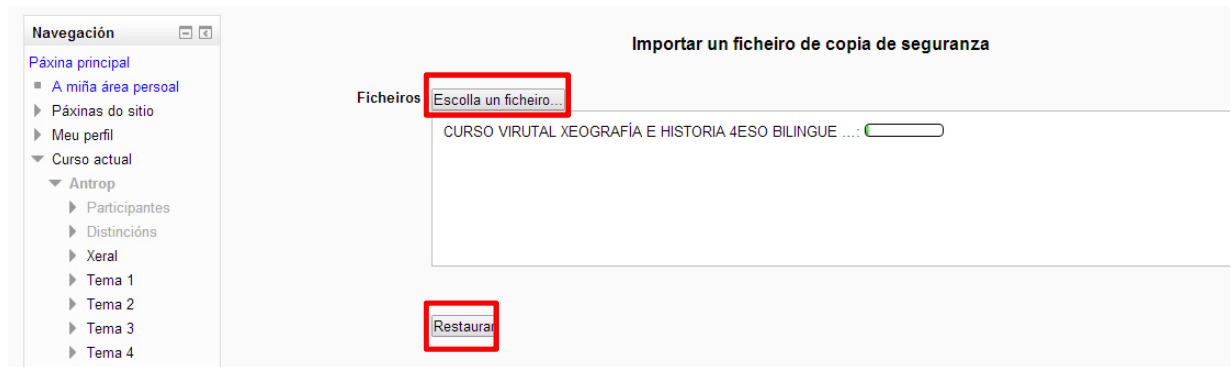 Navegación
Páxina principal
A miña área persoal
Páxinas do sitio
Meu perfil
Curso actual
Antrop
Participantes
Distincións
Xeral
Tema 1
Tema 2
Tema 3
Tema 4
Importar un ficheiro de copia de seguranza
Ficheiros
Escolla un ficheiro...
CURSO VIRUTAL XEOGRAFÍA E HISTORIA 4ESO BILINGUE ...:
Restaurar